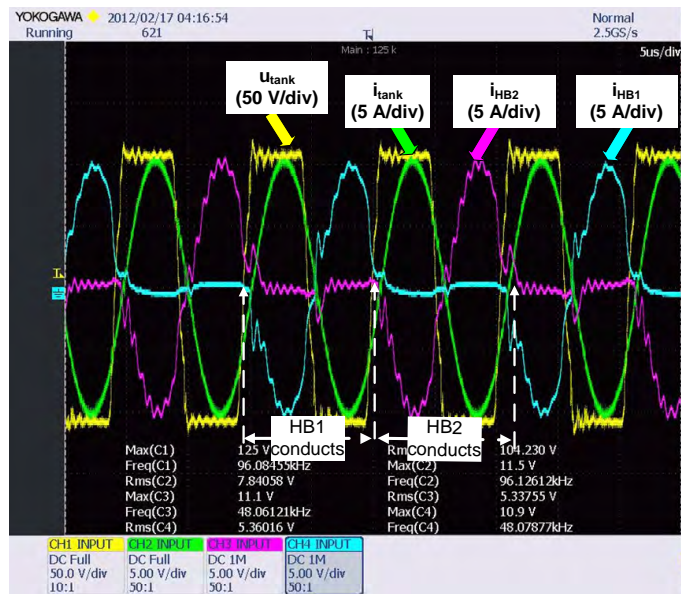 YOKOGAWA 2012/02/17 04:16:54 Normal
Running 621 2.5GS/s
Main : 125 k 5us/div
u_tank
(50 V/div)
i_tank
(5 A/div)
i_HB2
(5 A/div)
i_HB1
(5 A/div)
HB1
conducts
HB2
conducts
Max(C1) 125 V
Freq(C1) 96.08455kHz
Rms(C2) 7.84058 V
Max(C3) 11.1 V
Freq(C3) 48.06121kHz
Rms(C4) 5.36016 V
104.230 V
Max(C2) 11.5 V
Freq(C2) 96.12612kHz
Rms(C3) 5.33755 V
Max(C4) 10.9 V
Freq(C4) 48.07877kHz
CH1 INPUT
DC Full
50.0 V/div
10:1
CH2 INPUT
DC Full
5.00 V/div
50:1
CH3 INPUT
DC 1M
5.00 V/div
50:1
CH4 INPUT
DC 1M
5.00 V/div
50:1